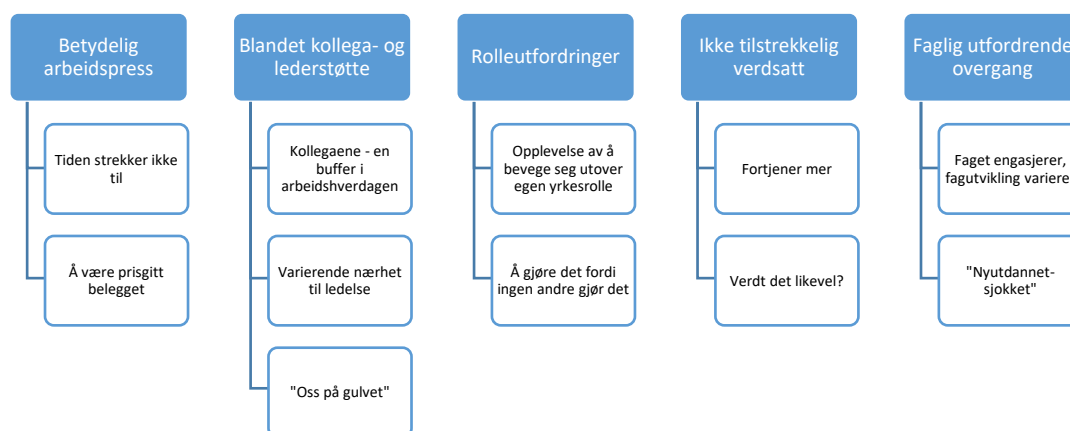 Betydelig
arbeidspress
Tiden strekker ikke
til
Å være prisgitt
belegget
Blandet kollega- og
lederstøtte
Kollegaene - en
buffer i
arbeidshverdagen
Varierende nærhet
til ledelse
"Oss på gulvet"
Rolleutfordringer
Opplevelse av å
bevege seg utover
egen yrkesrolle
Å gjøre det fordi
ingen andre gjør det
Ikke tilstrekkelig
verdsatt
Fortjener mer
Verdt det likevel?
Faglig utfordrende
overgang
Faget engasjerer,
fagutvikling variere
"Nyutdannet-
sjokket"